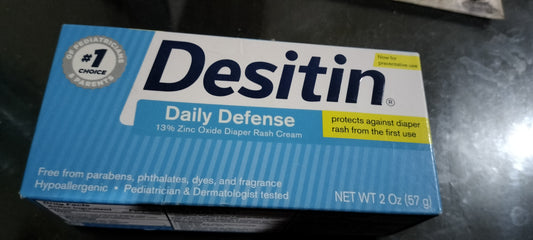 OF PEDIATRICIANS
#1
CHOICE
& PARENTS
Desitin®
Now for
preventative use
Daily Defense
13% Zinc Oxide Diaper Rash Cream
protects against diaper
rash from the first use
Free from parabens, phthalates, dyes, and fragrance
Hypoallergenic • Pediatrician & Dermatologist tested
NET WT 2 Oz (57 g)